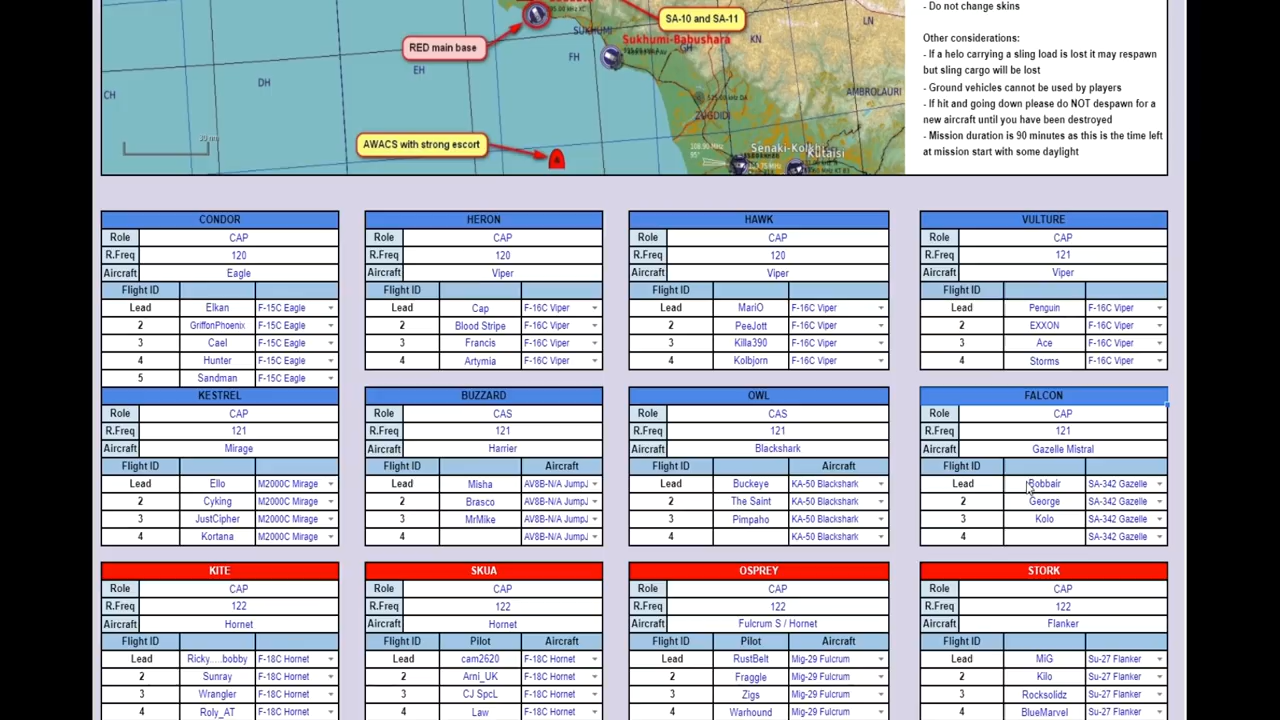 - Do not change skins
Other considerations:
- If a helo carrying a sling load is lost it may respawn
but sling cargo will be lost
- Ground vehicles cannot be used by players
- If hit and going down please do NOT despawn for a
new aircraft until you have been destroyed
- Mission duration is 90 minutes as this is the time left
at mission start with some daylight
SA-10 and SA-11
RED main base
SUKHUMI
Sukhumi-Babushara
LN
KN
GH
FH
EH
DH
CH
AMBROLAURI
ZUGDIDI
AWACS with strong escort
Senaki-Kolkhi
Kutaisi
CONDOR
Role CAP
R.Freq 120
Aircraft Eagle
Flight ID
Lead Elkan F-15C Eagle
2 GriffonPhoenix F-15C Eagle
3 Cael F-15C Eagle
4 Hunter F-15C Eagle
5 Sandman F-15C Eagle
HERON
Role CAP
R.Freq 120
Aircraft Viper
Flight ID
Lead Cap F-16C Viper
2 Blood Stripe F-16C Viper
3 Francis F-16C Viper
4 Artymia F-16C Viper
HAWK
Role CAP
R.Freq 120
Aircraft Viper
Flight ID
Lead MariO F-16C Viper
2 PeeJott F-16C Viper
3 Killa390 F-16C Viper
4 Kolbjorn F-16C Viper
VULTURE
Role CAP
R.Freq 121
Aircraft Viper
Flight ID
Lead Penguin F-16C Viper
2 EXXON F-16C Viper
3 Ace F-16C Viper
4 Storms F-16C Viper
KESTREL
Role CAP
R.Freq 121
Aircraft Mirage
Flight ID
Lead Ello M2000C Mirage
2 Cyking M2000C Mirage
3 JustCipher M2000C Mirage
4 Kortana M2000C Mirage
BUZZARD
Role CAS
R.Freq 121
Aircraft Harrier
Flight ID Aircraft
Lead Misha AV8B-N/A JumpJ
2 Brasco AV8B-N/A JumpJ
3 MrMike AV8B-N/A JumpJ
4 AV8B-N/A JumpJ
OWL
Role CAS
R.Freq 121
Aircraft Blackshark
Flight ID Aircraft
Lead Buckeye KA-50 Blackshark
2 The Saint KA-50 Blackshark
3 Pimpaho KA-50 Blackshark
4 KA-50 Blackshark
FALCON
Role CAP
R.Freq 121
Aircraft Gazelle Mistral
Flight ID
Lead Bobbair SA-342 Gazelle
2 George SA-342 Gazelle
3 Kolo SA-342 Gazelle
4 SA-342 Gazelle
KITE
Role CAP
R.Freq 122
Aircraft Hornet
Flight ID
Lead Ricky.....bobby F-18C Hornet
2 Sunray F-18C Hornet
3 Wrangler F-18C Hornet
4 Roly_AT F-18C Hornet
SKUA
Role CAP
R.Freq 122
Aircraft Hornet
Flight ID Pilot Aircraft
Lead cam2620 F-18C Hornet
2 Arni_UK F-18C Hornet
3 CJ SpcL F-18C Hornet
4 Law F-18C Hornet
OSPREY
Role CAP
R.Freq 122
Aircraft Fulcrum S / Hornet
Flight ID Pilot Aircraft
Lead RustBelt Mig-29 Fulcrum
2 Fraggle Mig-29 Fulcrum
3 Zigs Mig-29 Fulcrum
4 Warhound Mig-29 Fulcrum
STORK
Role CAP
R.Freq 122
Aircraft Flanker
Flight ID
Lead MiG Su-27 Flanker
2 Kilo Su-27 Flanker
3 Rocksolidz Su-27 Flanker
4 BlueMarvel Su-27 Flanker